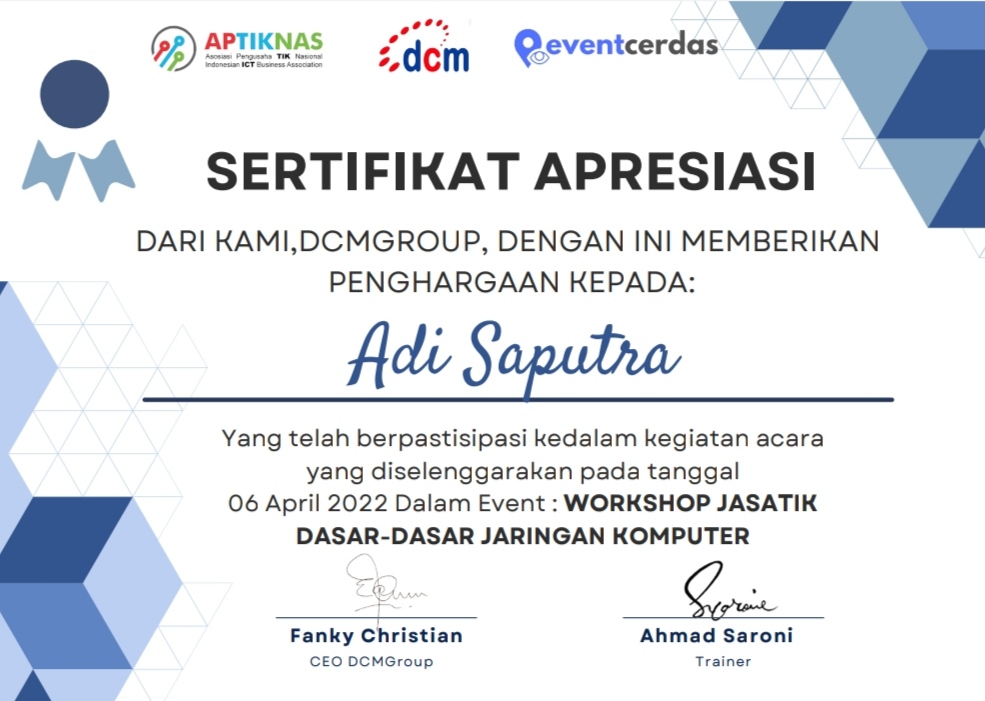 APTIKNAS
Asosiasi Pengusaha TIK Nasional
Indonesian ICT Business Association
dcm
eventcerdas
SERTIFIKAT APRESIASI
DARI KAMI,DCMGROUP, DENGAN INI MEMBERIKAN
PENGHARGAAN KEPADA:
Adi Saputra
Yang telah berpastisipasi kedalam kegiatan acara
yang diselenggarakan pada tanggal
06 April 2022 Dalam Event : WORKSHOP JASATIK
DASAR-DASAR JARINGAN KOMPUTER
Fanky Christian
CEO DCMGroup
Ahmad Saroni
Trainer